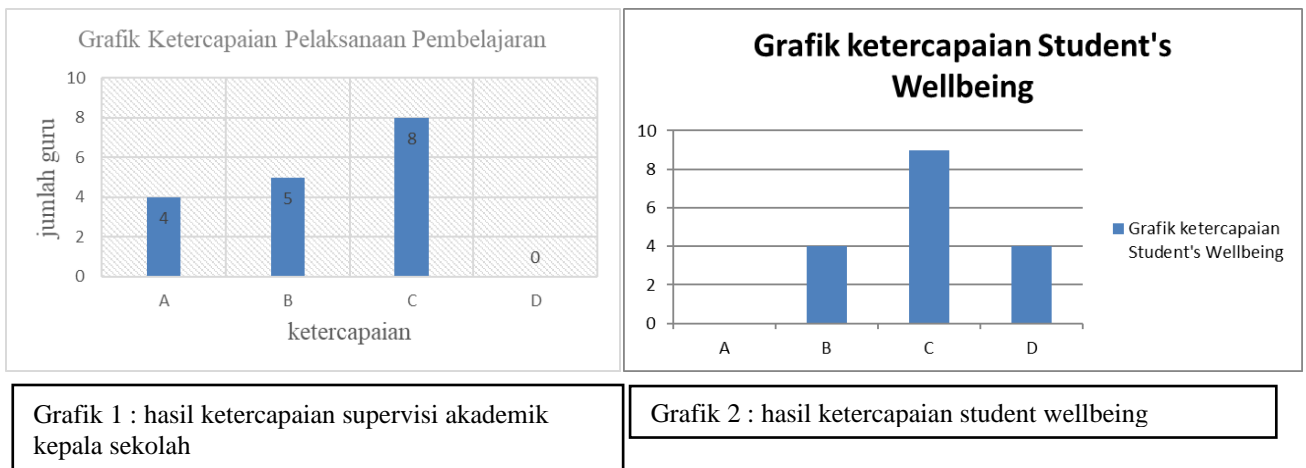 Grafik Ketercapaian Pelaksanaan Pembelajaran
10
8
6
4
2
0
jumlah guru
4
5
8
0
A
B
C
D
ketercapaian
Grafik ketercapaian Student's
Wellbeing
10
8
6
4
2
0
A
B
C
D
Grafik ketercapaian
Student's Wellbeing
Grafik 1 : hasil ketercapaian supervisi akademik
kepala sekolah
Grafik 2 : hasil ketercapaian student wellbeing